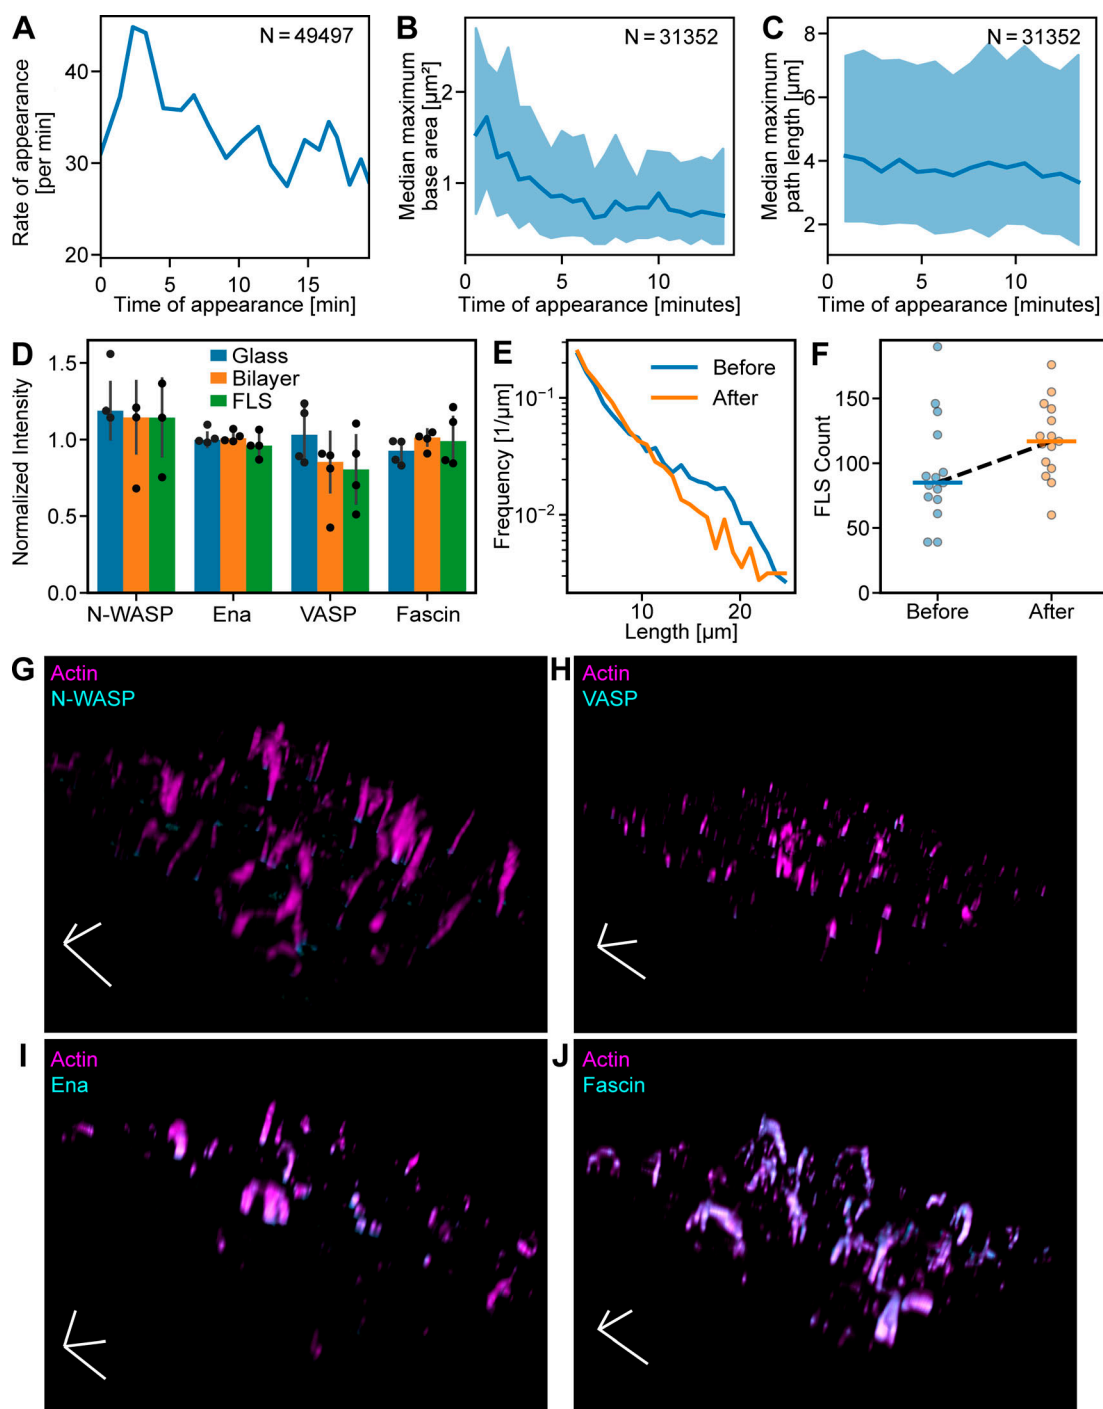 A
N = 49497
Rate of appearance
[per min]
40
30
20
0
5
10
15
Time of appearance [min]
B
N = 31352
Median maximum
base area [µm²]
2
1
0
5
10
Time of appearance [minutes]
C
N = 31352
Median maximum
path length [µm]
8
6
4
2
0
10
Time of appearance [minutes]
D
Normalized Intensity
1.5
1.0
0.5
0.0
Glass
Bilayer
FLS
N-WASP
Ena
VASP
Fascin
E
Frequency [1/µm]
10⁻¹
10⁻²
Before
After
10
20
Length [µm]
F
FLS Count
150
100
50
0
Before
After
G
Actin
N-WASP
H
Actin
VASP
I
Actin
Ena
J
Actin
Fascin